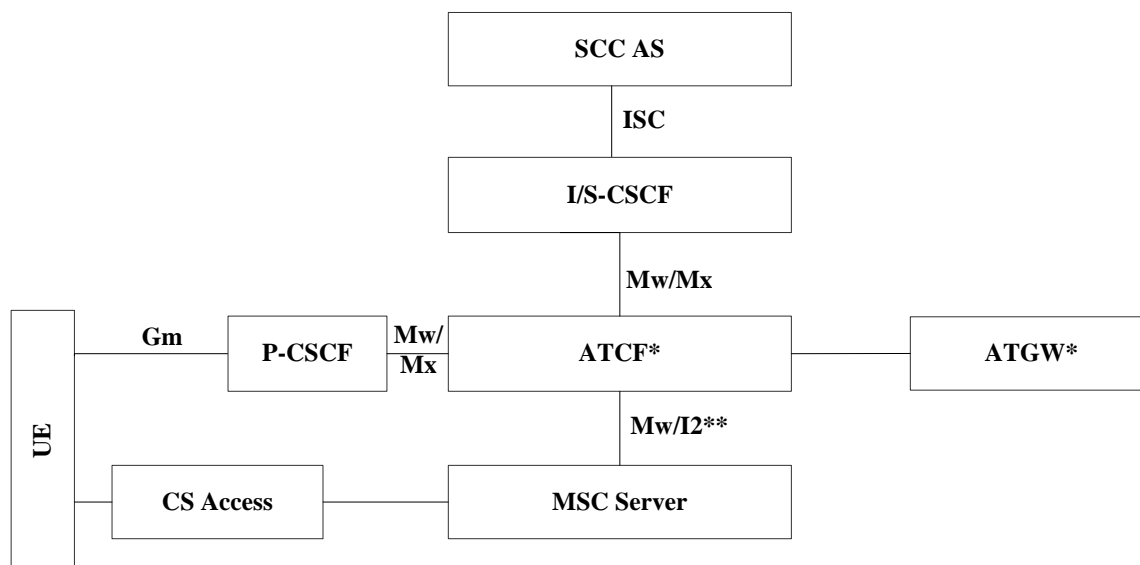 SCC AS
ISC
I/S-CSCF
Mw/Mx
Gm
P-CSCF
Mw/
Mx
ATCF*
ATGW*
Mw/I2**
UE
CS Access
MSC Server